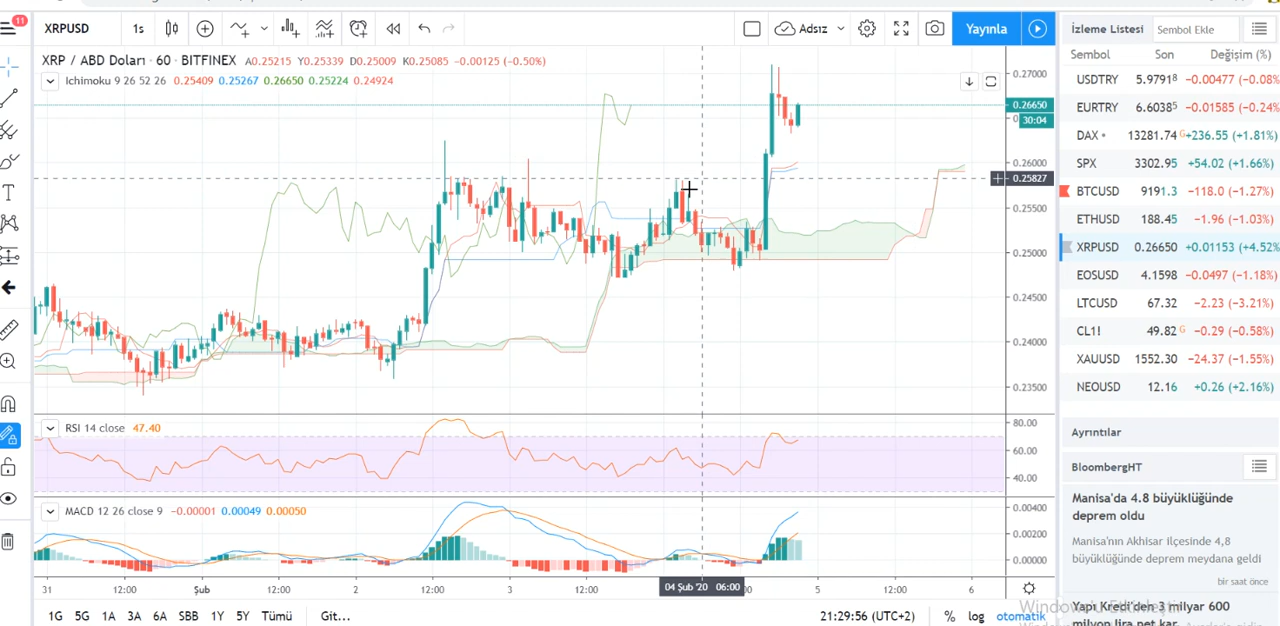 11
XRPUSD
1s
Adsız
Yayınla
XRP / ABD Doları · 60 · BITFINEX A0.25215 Y0.25339 D0.25009 K0.25085 −0.00125 (−0.50%)
Ichimoku 9 26 52 26 0.25409 0.25267 0.26650 0.25224 0.24924
0.27000
0.26650
30:04
0.26000
0.25827
0.25500
0.25000
0.24500
0.24000
0.23500
RSI 14 close 47.40
80.00
60.00
40.00
MACD 12 26 close 9 −0.00001 0.00049 0.00050
0.00400
0.00200
0.00000
31 12:00 Şub 12:00 2 12:00 3 12:00 04 Şub '20 06:00 5 12:00 6
1G 5G 1A 3A 6A SBB 1Y 5Y Tümü Git...
21:29:56 (UTC+2) % log otomatik
İzleme Listesi Sembol Ekle
Sembol Son Değişim (%)
USDTRY 5.97918 −0.00477 (−0.08%
EURTRY 6.60385 −0.01585 (−0.24%
DAX 13281.74 G +236.55 (+1.81%)
SPX 3302.95 +54.02 (+1.66%)
BTCUSD 9191.3 −118.0 (−1.27%)
ETHUSD 188.45 −1.96 (−1.03%)
XRPUSD 0.26650 +0.01153 (+4.52%
EOSUSD 4.1598 −0.0497 (−1.18%)
LTCUSD 67.32 −2.23 (−3.21%)
CL1! 49.82 G −0.29 (−0.58%)
XAUUSD 1552.30 −24.37 (−1.55%)
NEOUSD 12.16 +0.26 (+2.16%)
Ayrıntılar
BloombergHT
Manisa'da 4.8 büyüklüğünde
deprem oldu
Manisa'nın Akhisar ilçesinde 4,8
büyüklüğünde deprem meydana geldi
bir saat önce
Yapı Kredi'den 3 milyar 600
milyon lira net kar